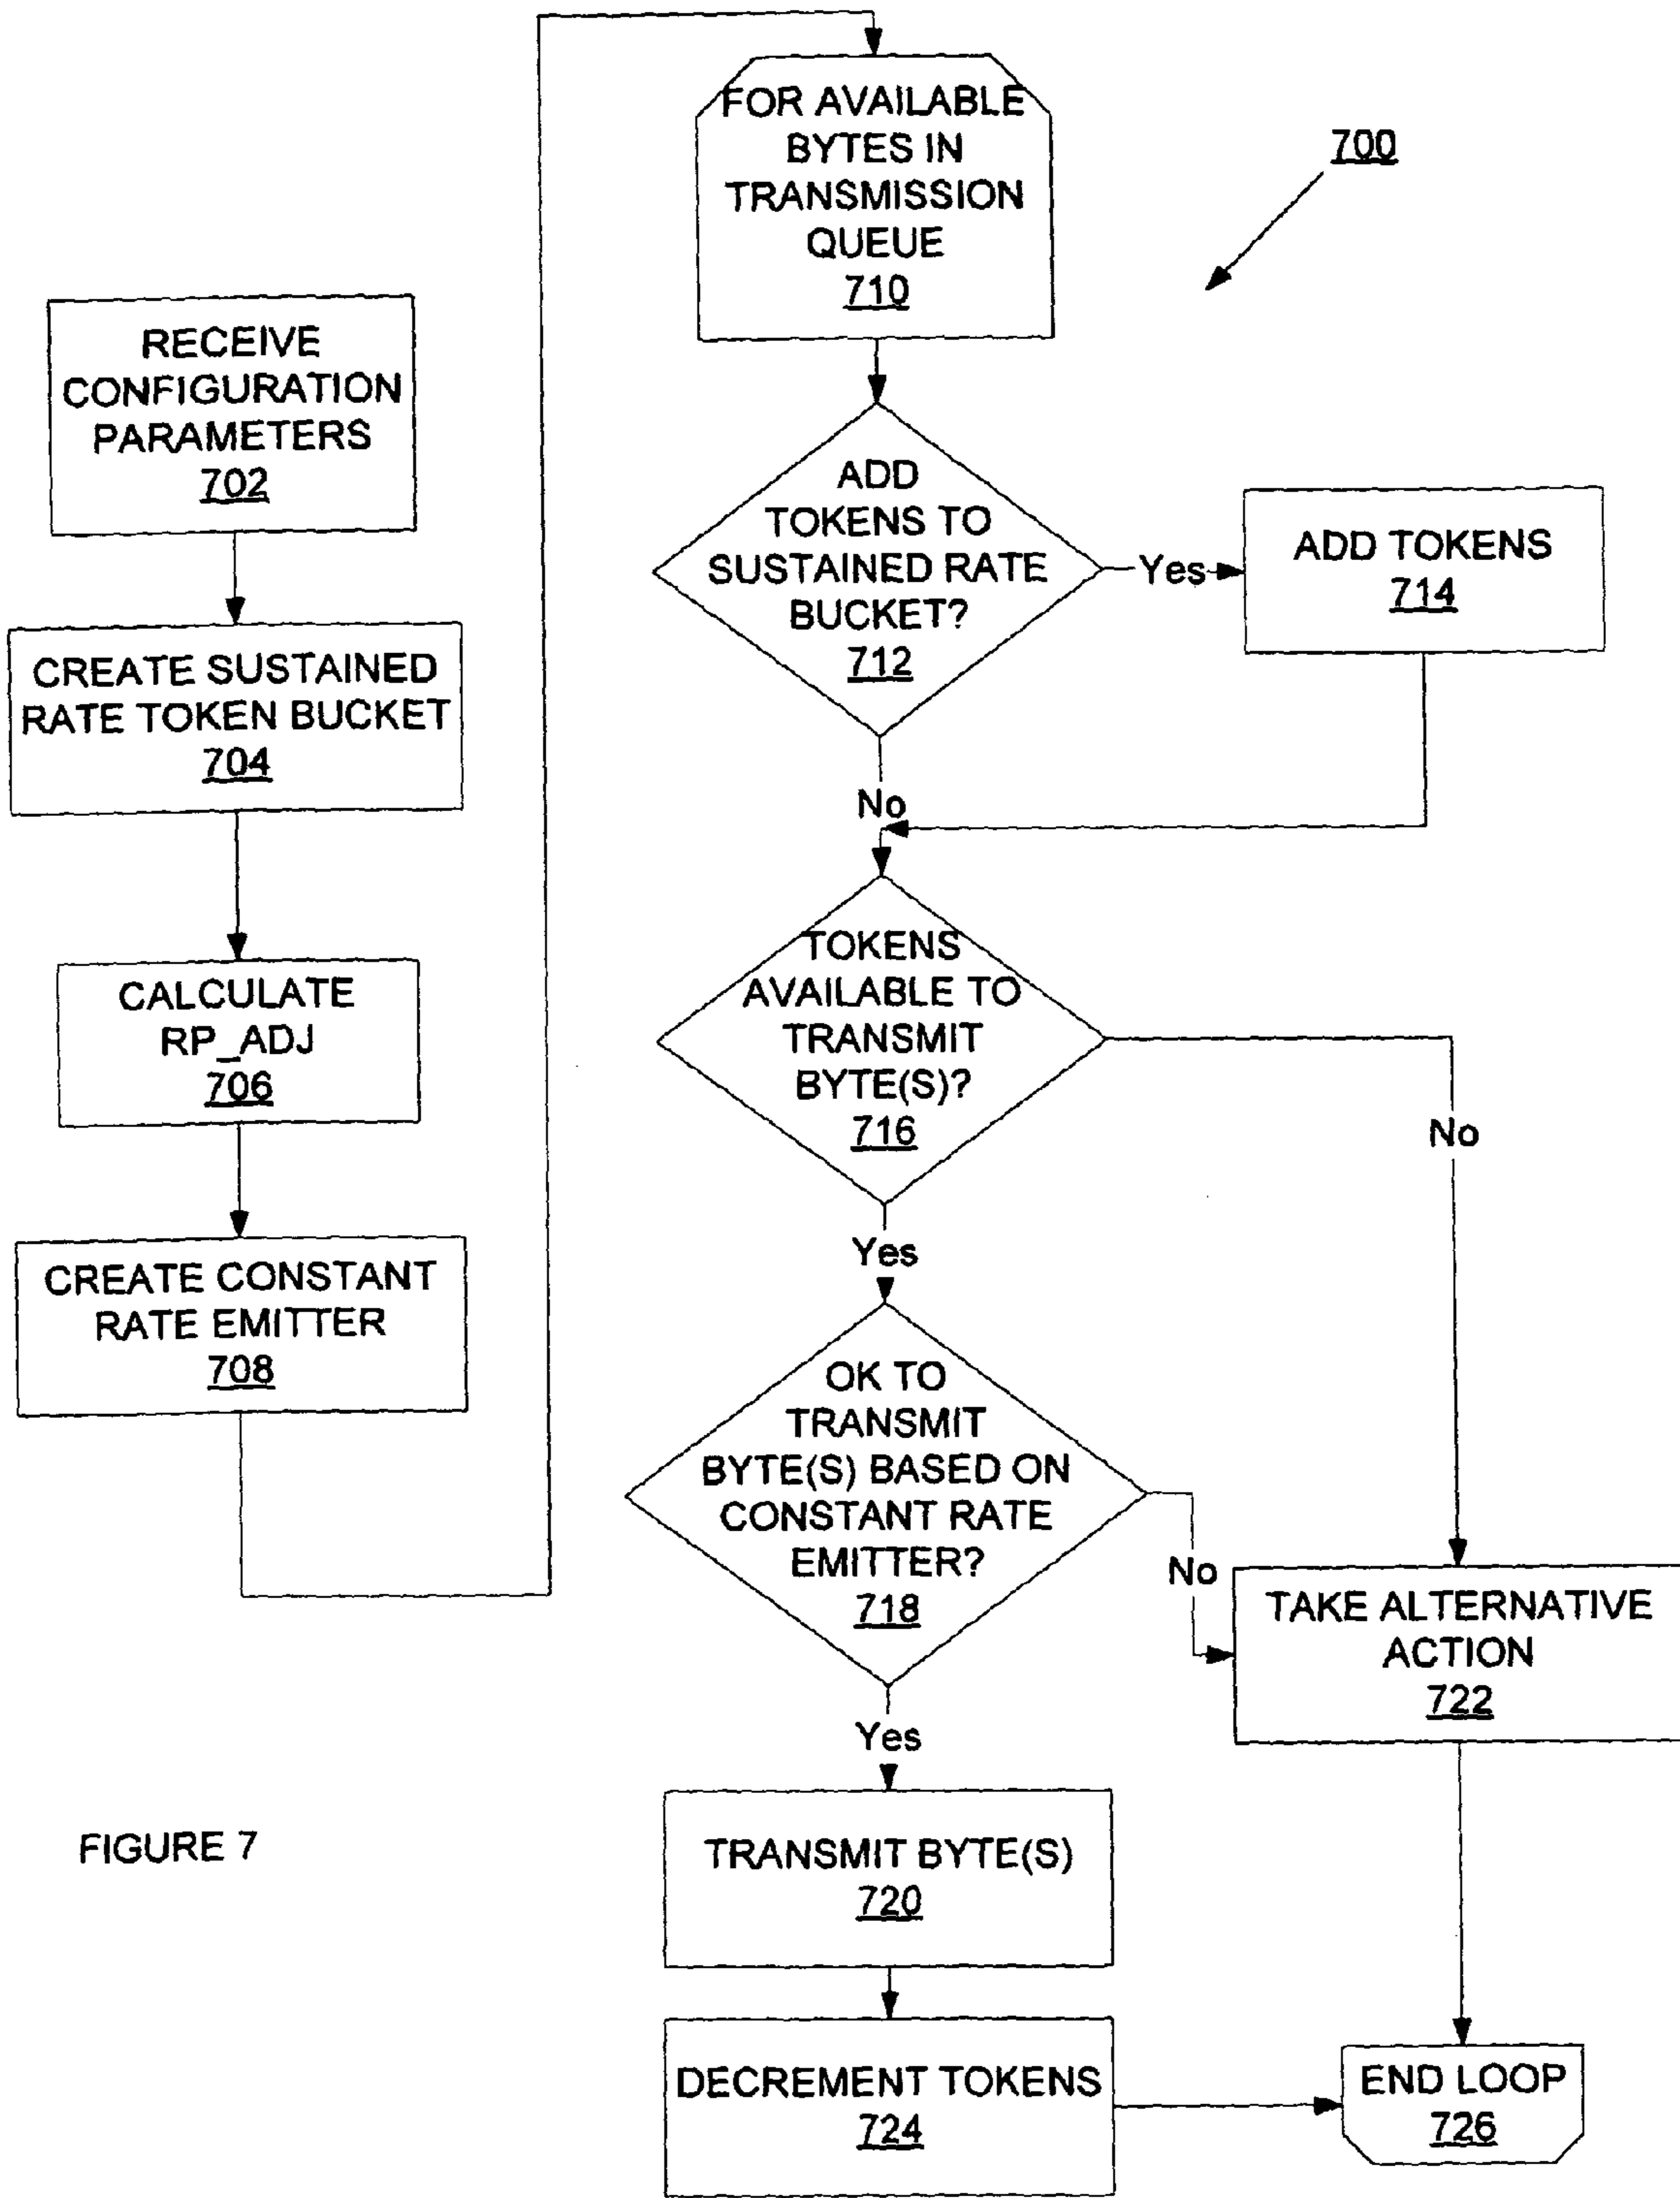 FOR AVAILABLE
BYTES IN
TRANSMISSION
QUEUE
710
700
RECEIVE
CONFIGURATION
PARAMETERS
702
ADD
TOKENS TO
SUSTAINED RATE
BUCKET?
712
Yes
ADD TOKENS
714
CREATE SUSTAINED
RATE TOKEN BUCKET
704
No
CALCULATE
RP_ADJ
706
TOKENS
AVAILABLE TO
TRANSMIT
BYTE(S)?
716
No
Yes
CREATE CONSTANT
RATE EMITTER
708
OK TO
TRANSMIT
BYTE(S) BASED ON
CONSTANT RATE
EMITTER?
718
No
TAKE ALTERNATIVE
ACTION
722
Yes
FIGURE 7
TRANSMIT BYTE(S)
720
DECREMENT TOKENS
724
END LOOP
726